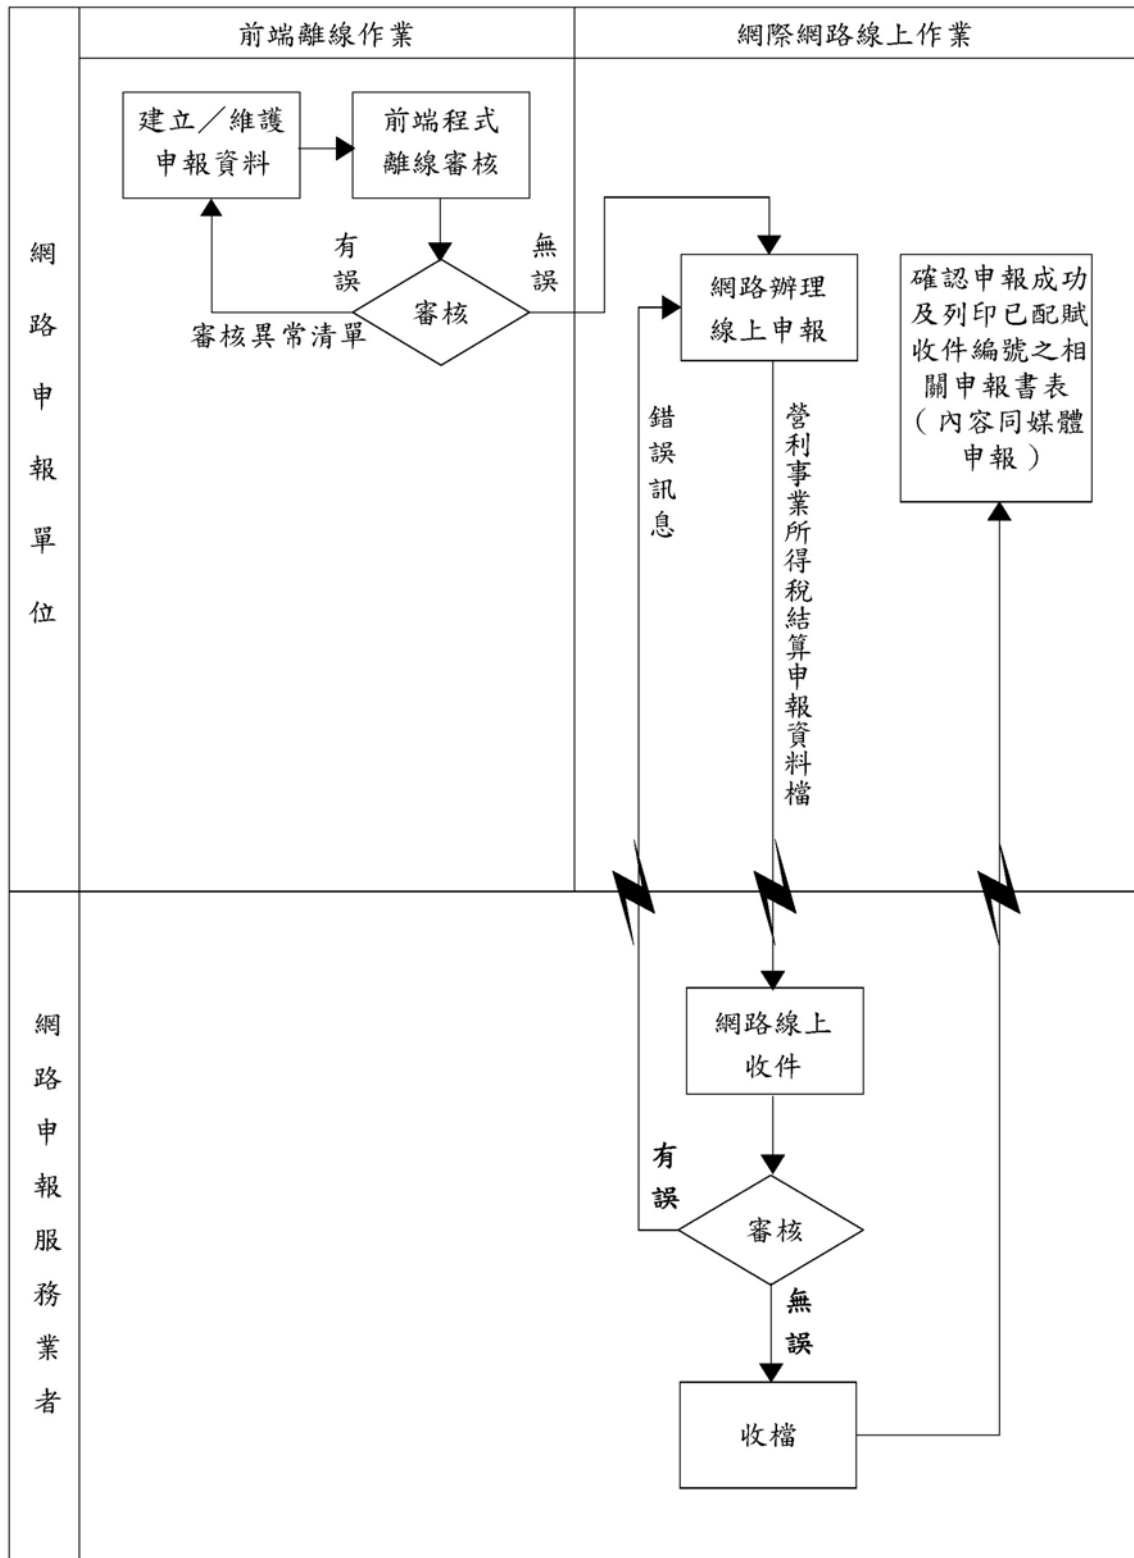 前端離線作業
網際網路線上作業
網路申報單位
建立／維護
申報資料
前端程式
離線審核
有誤
無誤
審核
審核異常清單
網路辦理
線上申報
確認申報成功
及列印已配賦
收件編號之相
關申報書表
（內容同媒體
申報）
錯誤訊息
營利事業所得稅結算申報資料檔
網路申報服務業者
網路線上
收件
有誤
審核
無誤
收檔